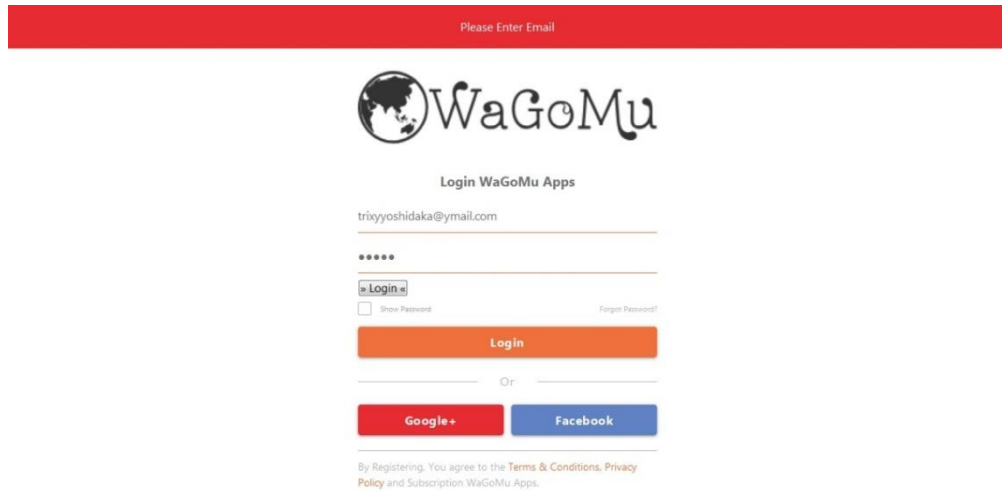 Please Enter Email
WaGoMu
Login WaGoMu Apps
trixyyoshidaka@ymail.com
•••••
» Login «
Show Password
Forgot Password?
Login
Or
Google+
Facebook
By Registering, You agree to the Terms & Conditions, Privacy
Policy and Subscription WaGoMu Apps.